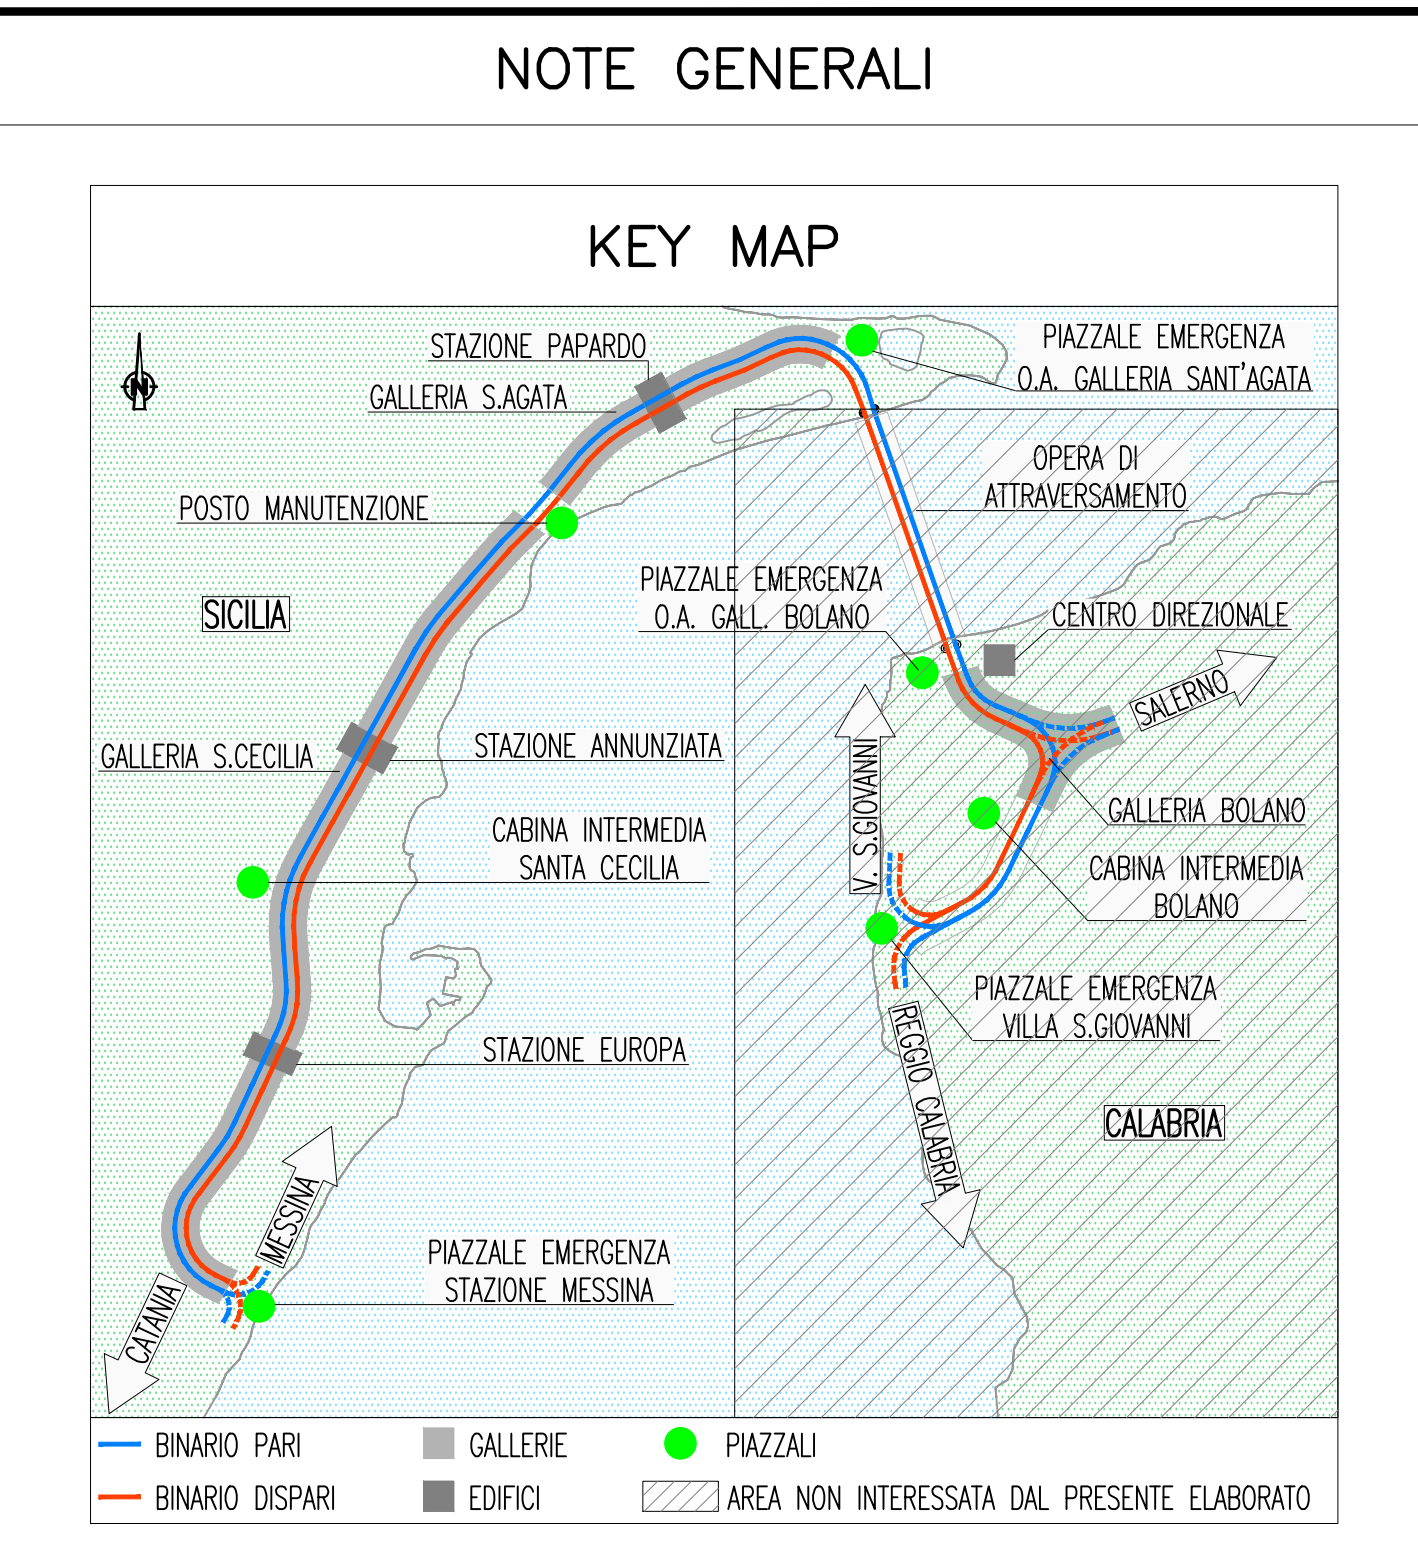 NOTE GENERALI
KEY MAP
N
STAZIONE PAPARDO
GALLERIA S.AGATA
PIAZZALE EMERGENZA
O.A. GALLERIA SANT'AGATA
OPERA DI
ATTRAVERSAMENTO
POSTO MANUTENZIONE
PIAZZALE EMERGENZA
O.A. GALL. BOLANO
SICILIA
CENTRO DIREZIONALE
SALERNO
GALLERIA S.CECILIA
STAZIONE ANNUNZIATA
V. S.GIOVANNI
GALLERIA BOLANO
CABINA INTERMEDIA
SANTA CECILIA
CABINA INTERMEDIA
BOLANO
PIAZZALE EMERGENZA
VILLA S.GIOVANNI
STAZIONE EUROPA
REGGIO CALABRIA
CALABRIA
MESSINA
PIAZZALE EMERGENZA
STAZIONE MESSINA
CATANIA
BINARIO PARI
GALLERIE
PIAZZALI
BINARIO DISPARI
EDIFICI
AREA NON INTERESSATA DAL PRESENTE ELABORATO